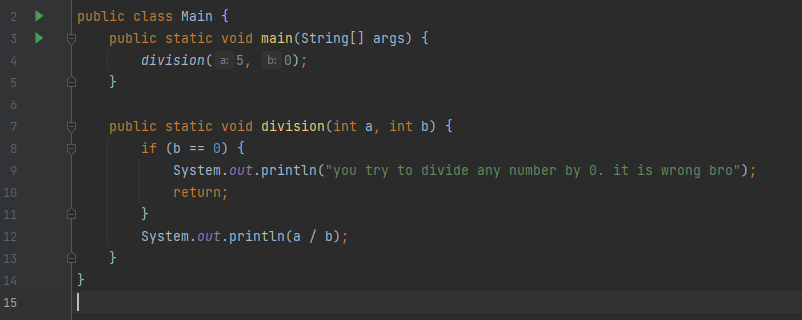 2 public class Main {
3 public static void main(String[] args) {
4 division( a: 5, b: 0);
5 }
6
7 public static void division(int a, int b) {
8 if (b == 0) {
9 System.out.println("you try to divide any number by 0. it is wrong bro");
10 return;
11 }
12 System.out.println(a / b);
13 }
14 }
15